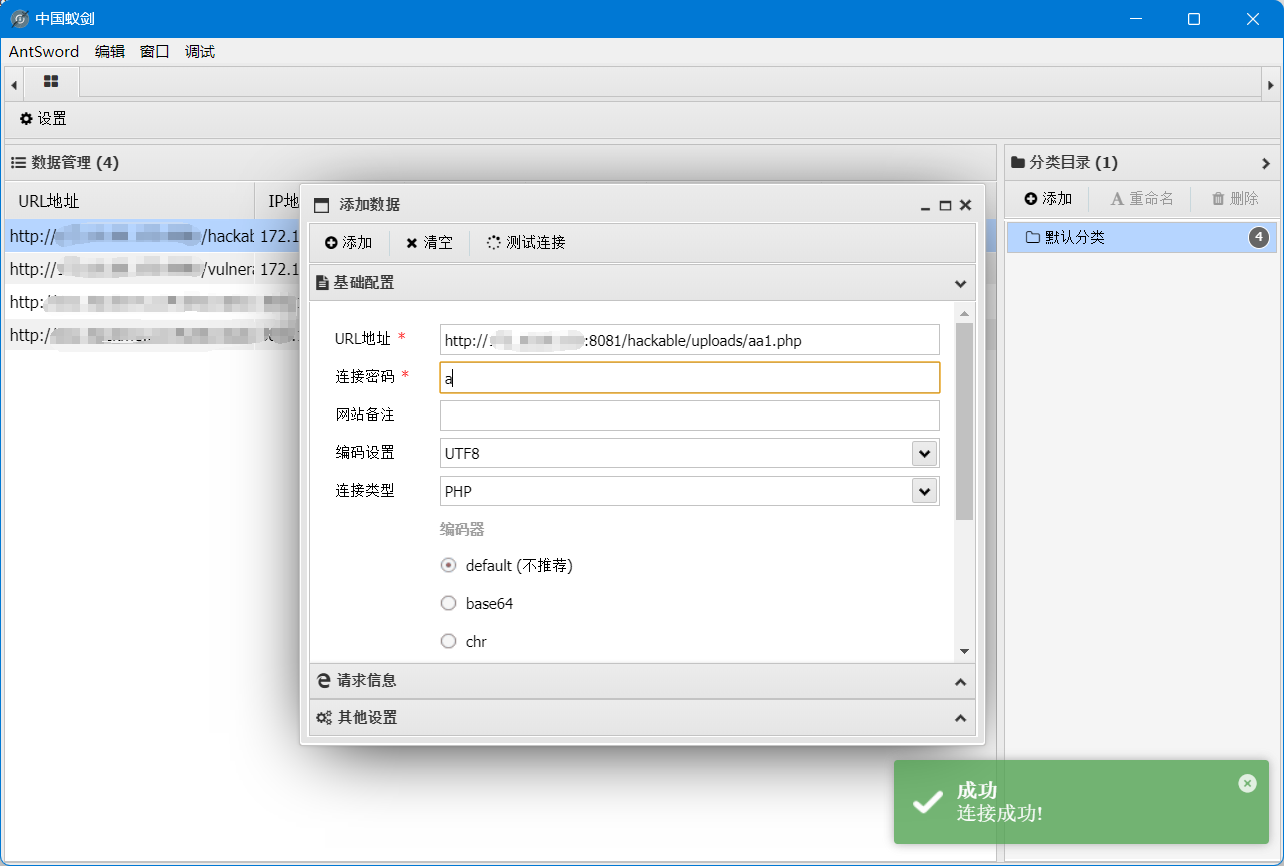 中国蚁剑
AntSword 编辑 窗口 调试
设置
数据管理 (4)
URL地址 IP地
http:// /hackab 172.1
http:// /vulnera 172.1
http:
http:/
添加数据
添加 清空 测试连接
基础配置
URL地址 * http:// :8081/hackable/uploads/aa1.php
连接密码 * a
网站备注
编码设置 UTF8
连接类型 PHP
编码器
default (不推荐)
base64
chr
请求信息
其他设置
分类目录 (1)
添加 重命名 删除
默认分类 4
成功
连接成功!